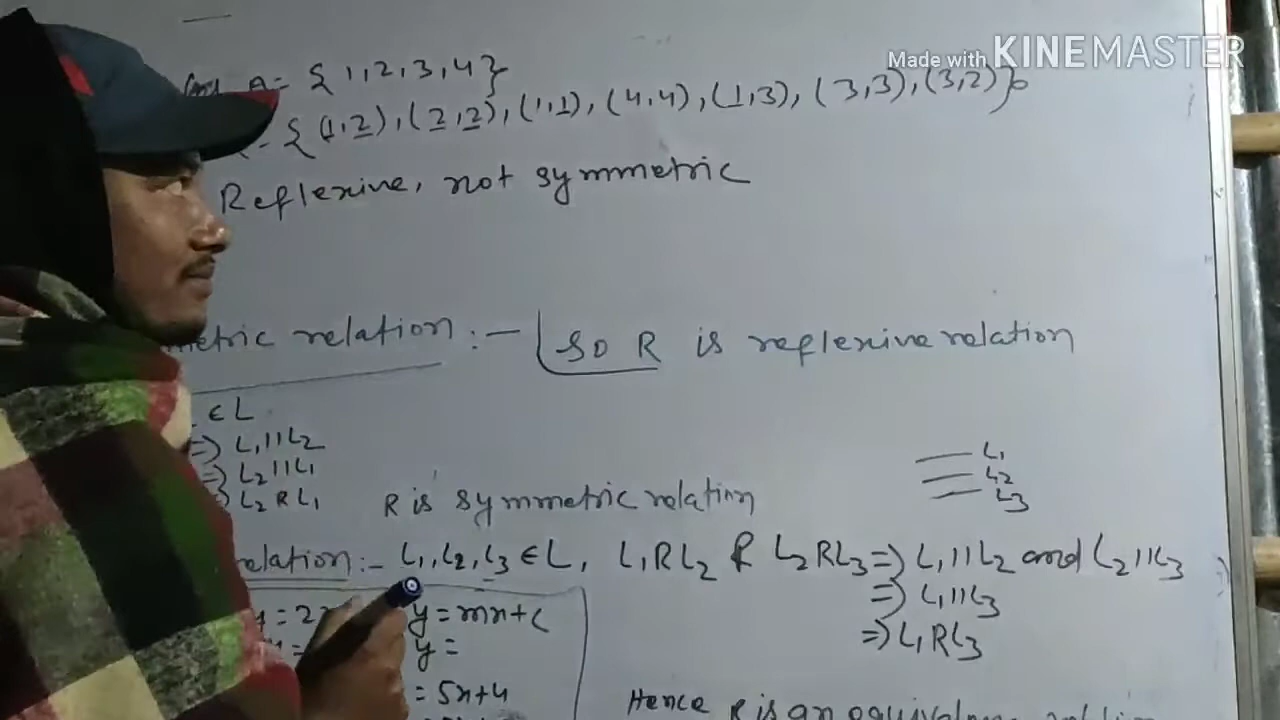 Made with KINEMASTER
A = { 1, 2, 3, 4 }
= { (1,2), (2,2), (1,1), (4,4), (1,3), (3,3), (3,2) }
Reflexive, not symmetric
metric relation :- So R is reflexive relation
∈ L
⇒ L₁ || L₂
⇒ L₂ || L₁
⇒ L₂ R L₁
R is symmetric relation
L₁
L₂
L₃
relation :- L₁, L₂, L₃ ∈ L, L₁ R L₂ & L₂ R L₃ ⇒ L₁ || L₂ and L₂ || L₃
⇒ L₁ || L₃
⇒ L₁ R L₃
y = mx + c
y =
= 5x + 4
Hence R is an equivalence relation